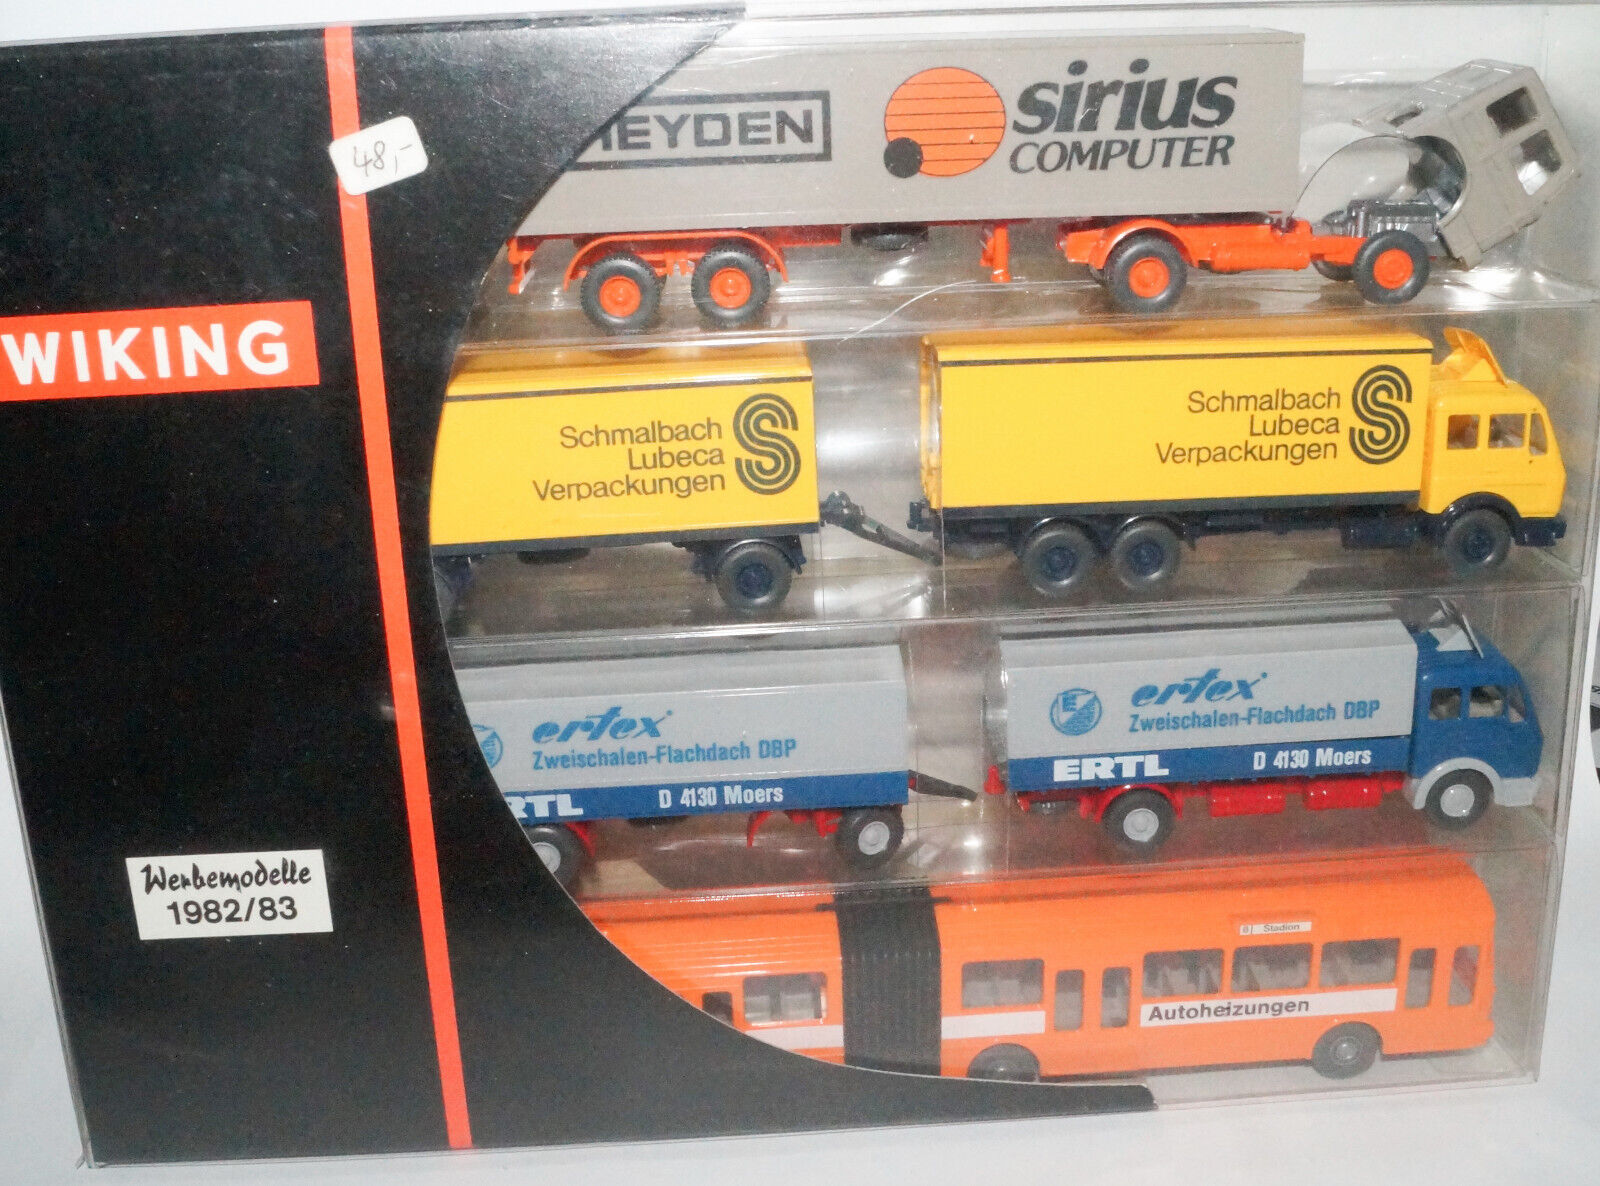 48,-
WIKING
Werbemodelle
1982/83
HEYDEN
sirius
COMPUTER
Schmalbach
Lubeca
Verpackungen
S
Schmalbach
Lubeca
Verpackungen
S
ertex
Zweischalen-Flachdach DBP
RTL
D 4130 Moers
E
ertex
Zweischalen-Flachdach DBP
ERTL
D 4130 Moers
8 Stadion
Autoheizungen